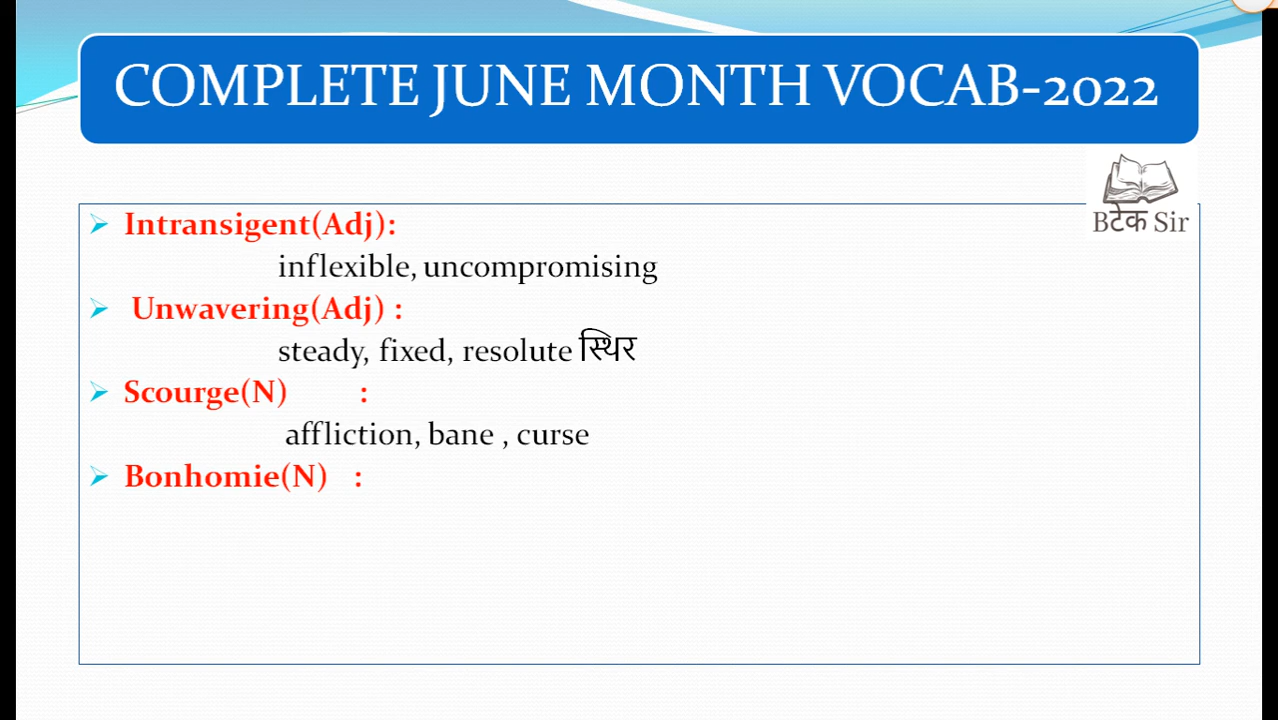 COMPLETE JUNE MONTH VOCAB-2022
Bटेक Sir
Intransigent(Adj):
inflexible, uncompromising
Unwavering(Adj) :
steady, fixed, resolute स्थिर
Scourge(N) :
affliction, bane , curse
Bonhomie(N) :